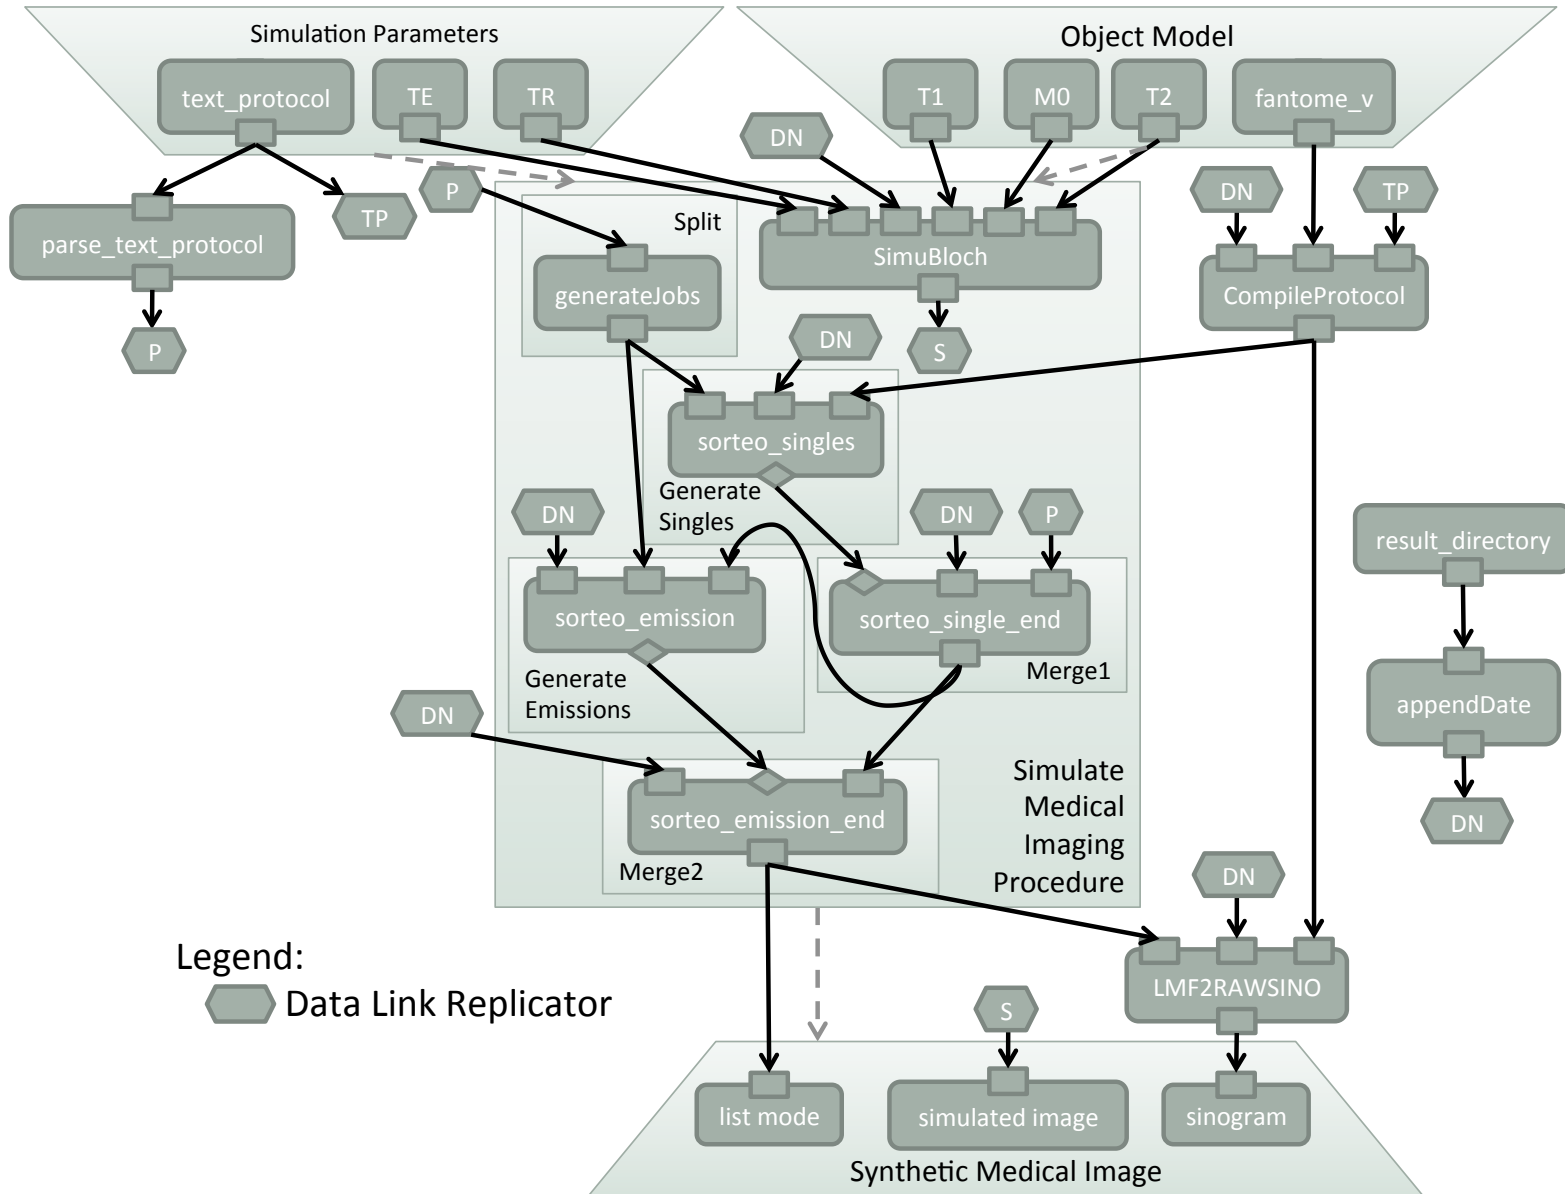 Simulation Parameters
Object Model
text_protocol
TE
TR
T1
M0
T2
fantome_v
DN
P
TP
DN
TP
parse_text_protocol
Split
SimuBloch
generateJobs
CompileProtocol
P
DN
S
sorteo_singles
Generate
Singles
DN
DN
P
result_directory
sorteo_emission
sorteo_single_end
Generate
Emissions
Merge1
DN
appendDate
Simulate
Medical
Imaging
Procedure
sorteo_emission_end
Merge2
DN
DN
Legend:
Data Link Replicator
LMF2RAWSINO
S
list mode
simulated image
sinogram
Synthetic Medical Image